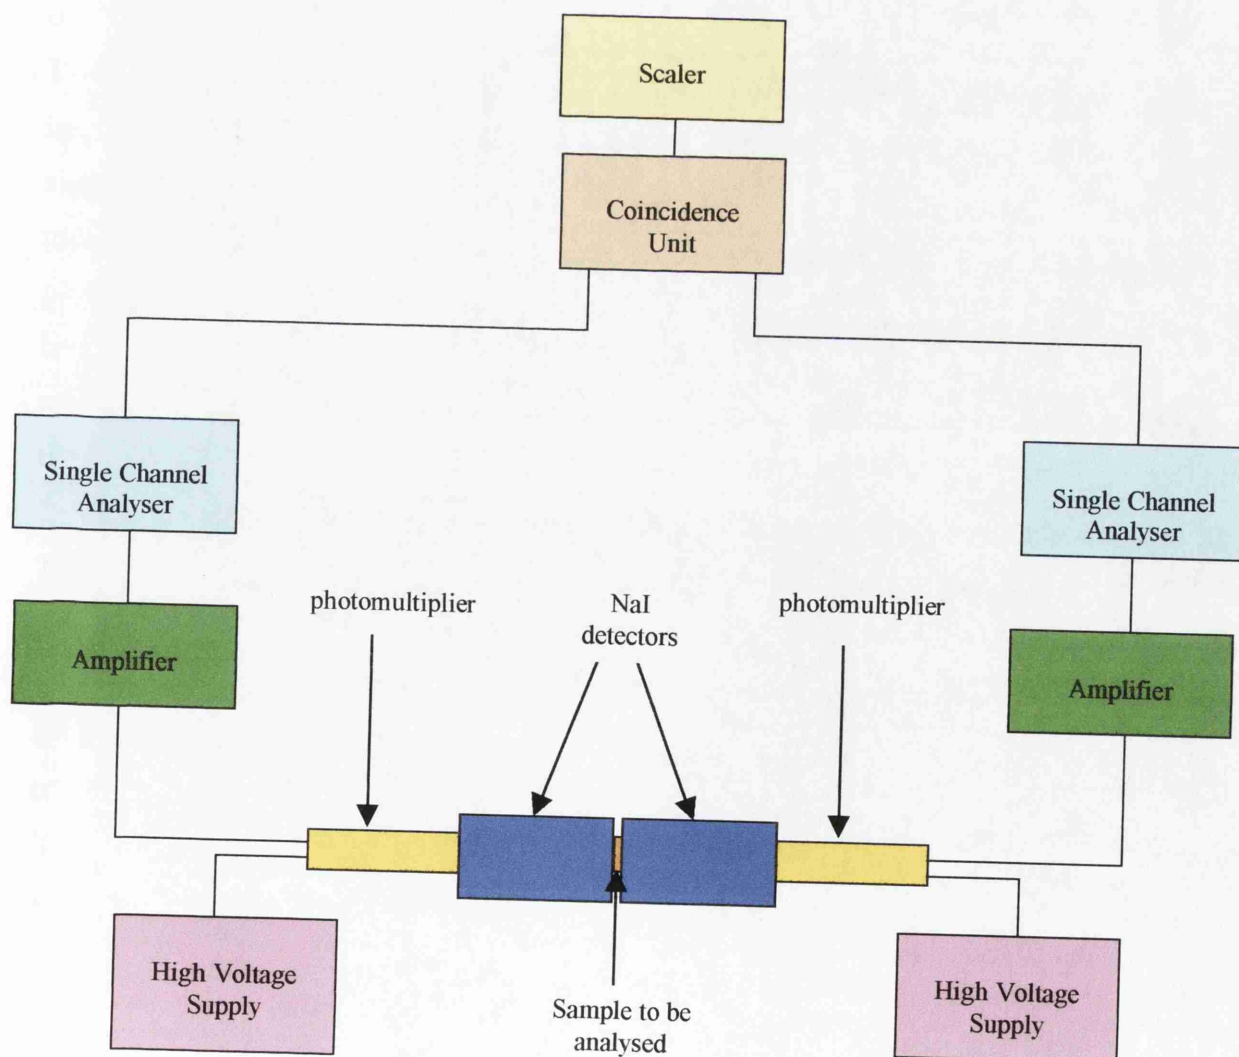 Scaler
Coincidence
Unit
Single Channel
Analyser
Single Channel
Analyser
photomultiplier
NaI
detectors
photomultiplier
Amplifier
Amplifier
High Voltage
Supply
Sample to be
analysed
High Voltage
Supply